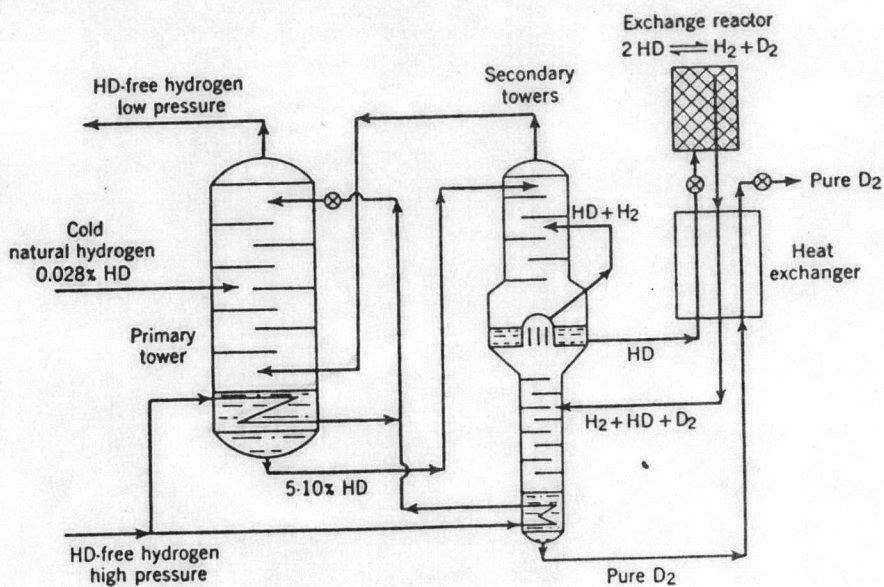 Exchange reactor
2 HD ⇌ H₂ + D₂
HD-free hydrogen
low pressure
Secondary
towers
Pure D₂
HD + H₂
Cold
natural hydrogen
0.028% HD
Heat
exchanger
Primary
tower
HD
H₂ + HD + D₂
5·10% HD
HD-free hydrogen
high pressure
Pure D₂